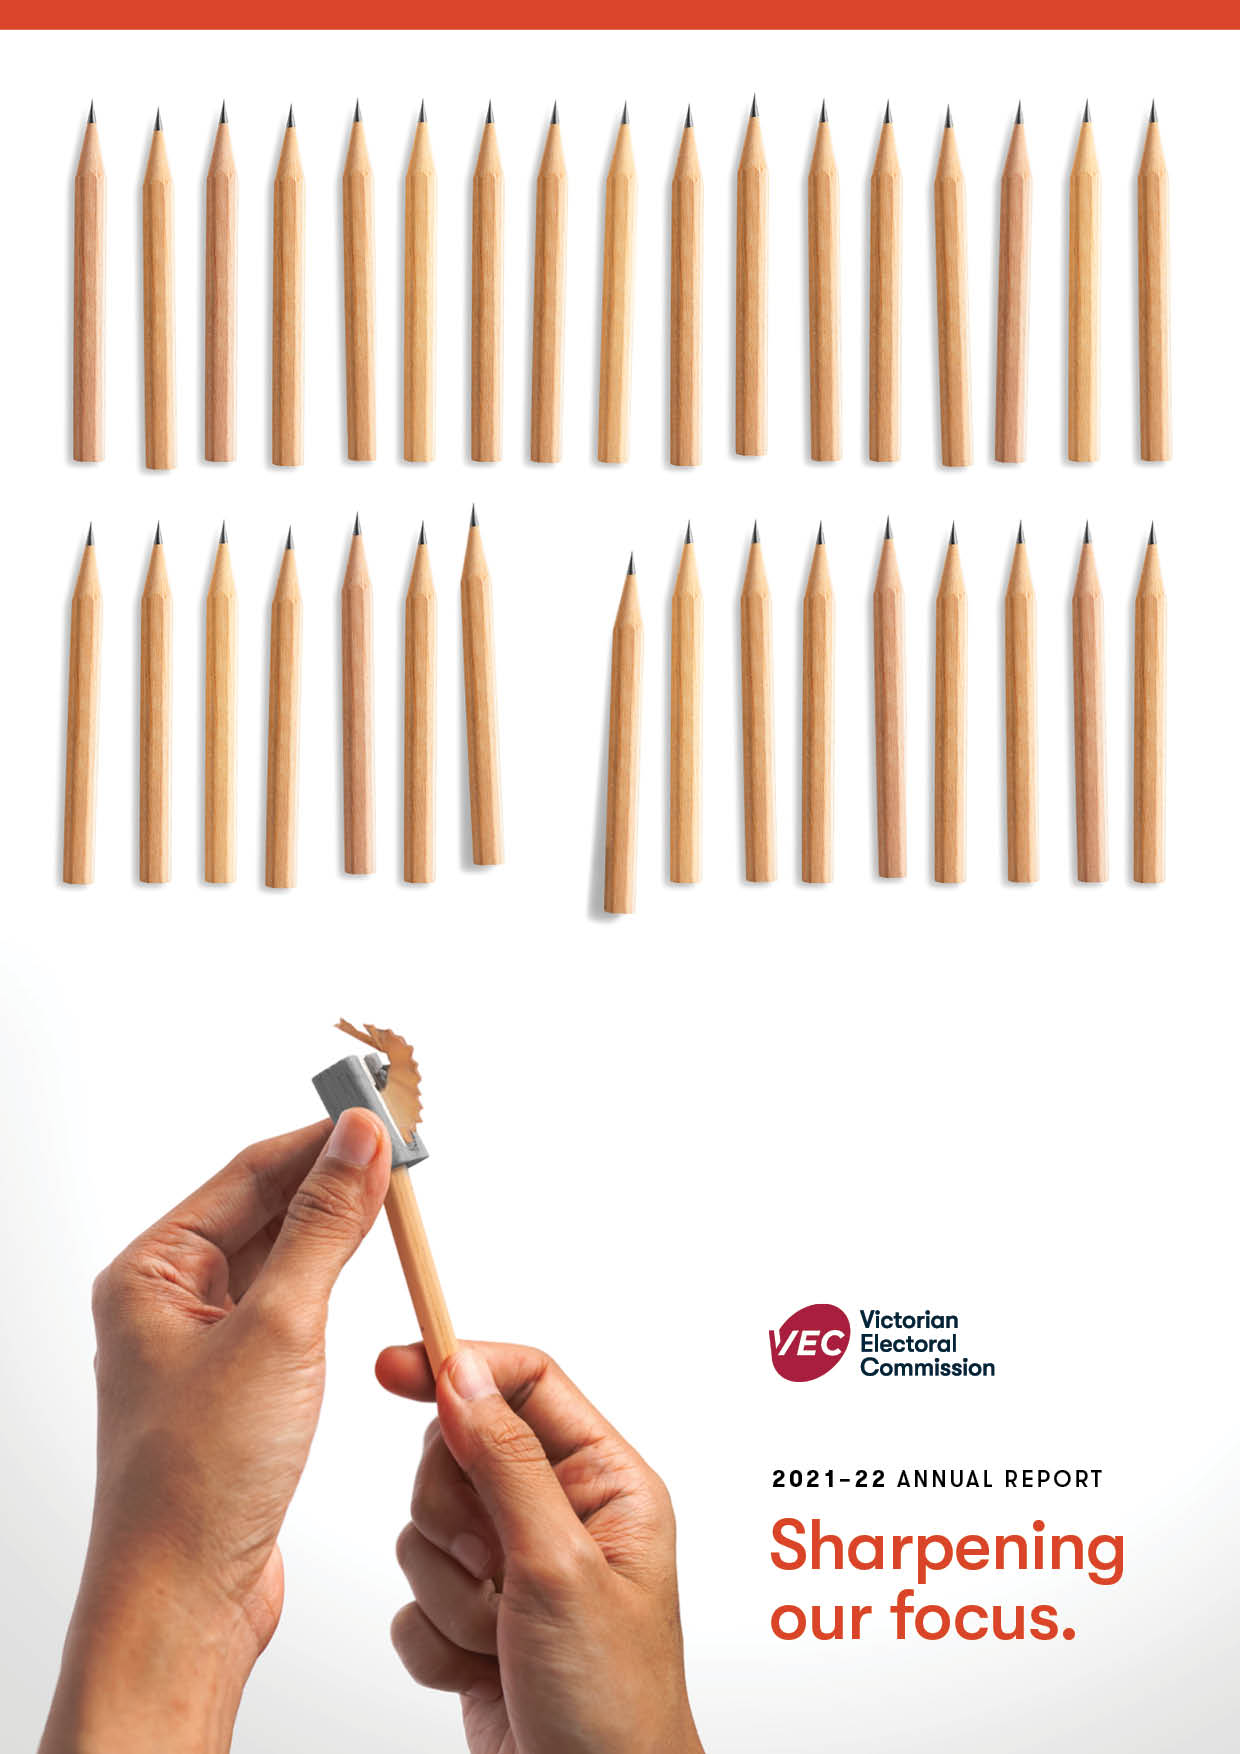 VEC
Victorian
Electoral
Commission
2021–22 ANNUAL REPORT
Sharpening
our focus.